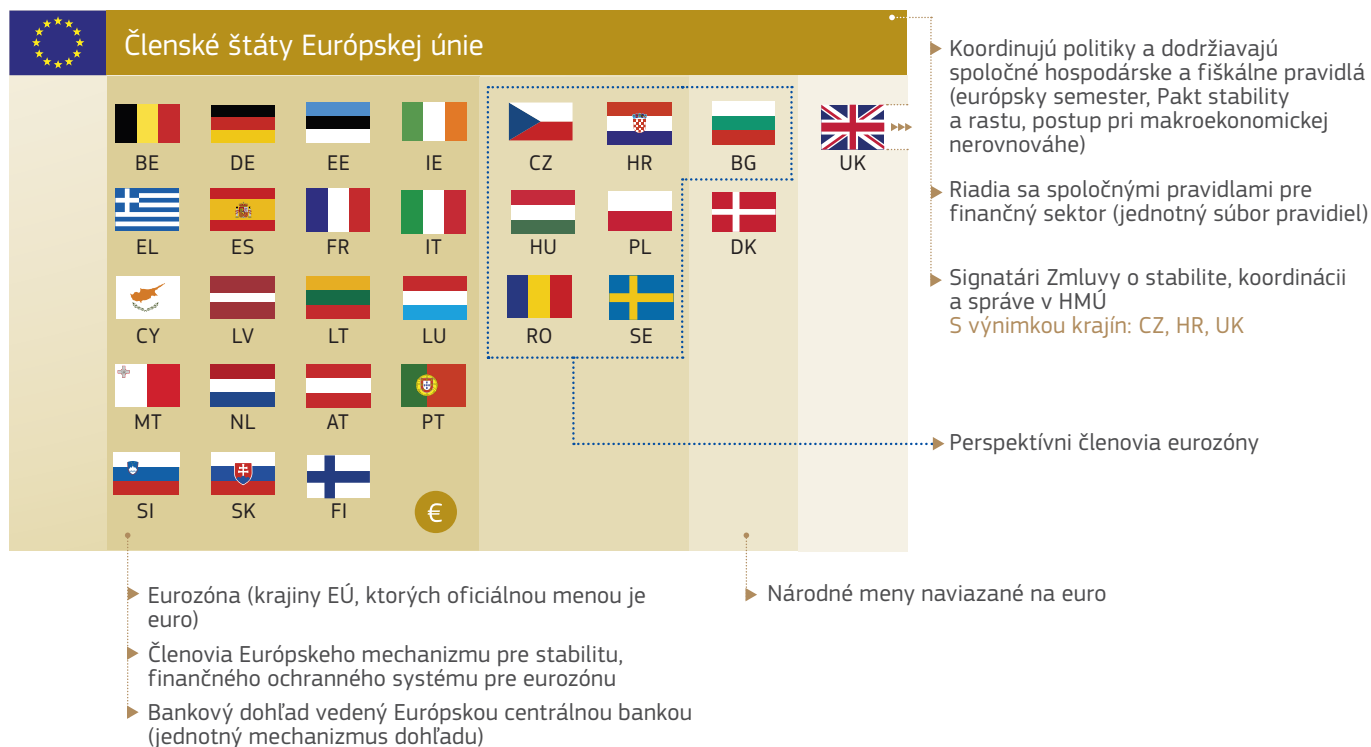 Členské štáty Európskej únie
BE DE EE IE CZ HR BG UK
EL ES FR IT HU PL DK
CY LV LT LU RO SE
MT NL AT PT
SI SK FI €
Koordinujú politiky a dodržiavajú
spoločné hospodárske a fiškálne pravidlá
(európsky semester, Pakt stability
a rastu, postup pri makroekonomickej
nerovnováhe)
Riadia sa spoločnými pravidlami pre
finančný sektor (jednotný súbor pravidiel)
Signatári Zmluvy o stabilite, koordinácii
a správe v HMÚ
S výnimkou krajín: CZ, HR, UK
Perspektívni členovia eurozóny
Eurozóna (krajiny EÚ, ktorých oficiálnou menou je
euro)
Členovia Európskeho mechanizmu pre stabilitu,
finančného ochranného systému pre eurozónu
Bankový dohľad vedený Európskou centrálnou bankou
(jednotný mechanizmus dohľadu)
Národné meny naviazané na euro